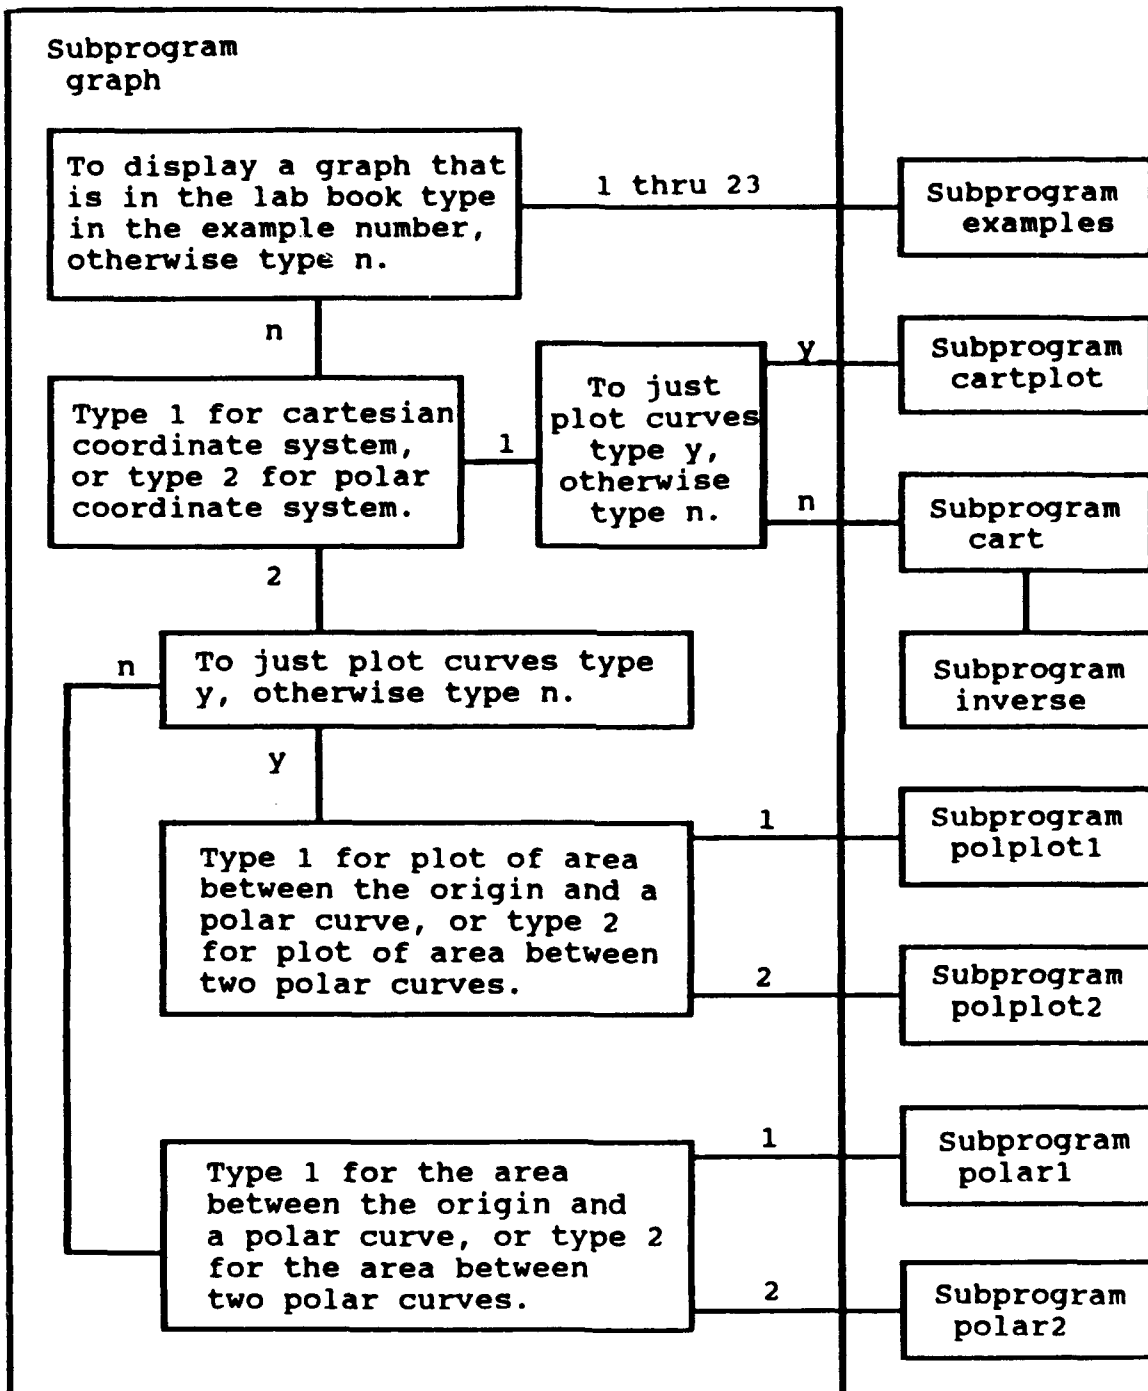 Subprogram
graph
To display a graph that
is in the lab book type
in the example number,
otherwise type n.
1 thru 23
Subprogram
examples
n
Type 1 for cartesian
coordinate system,
or type 2 for polar
coordinate system.
1
To just
plot curves
type y,
otherwise
type n.
y
Subprogram
cartplot
n
Subprogram
cart
Subprogram
inverse
2
To just plot curves type
y, otherwise type n.
n
y
Type 1 for plot of area
between the origin and a
polar curve, or type 2
for plot of area between
two polar curves.
1
Subprogram
polplot1
2
Subprogram
polplot2
Type 1 for the area
between the origin and
a polar curve, or type 2
for the area between
two polar curves.
1
Subprogram
polar1
2
Subprogram
polar2